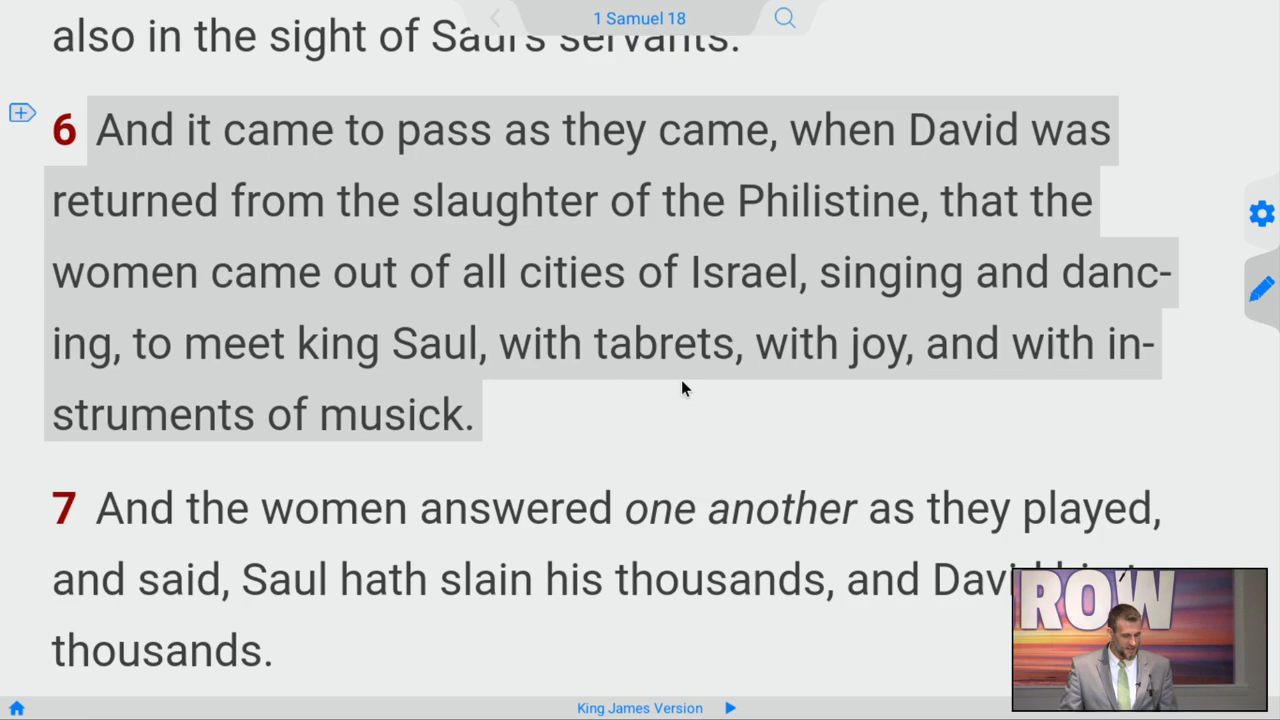 1 Samuel 18
also in the sight of Saul's servants.
6 And it came to pass as they came, when David was
returned from the slaughter of the Philistine, that the
women came out of all cities of Israel, singing and danc-
ing, to meet king Saul, with tabrets, with joy, and with in-
struments of musick.
7 And the women answered one another as they played,
and said, Saul hath slain his thousands, and David
thousands.
ROW
King James Version